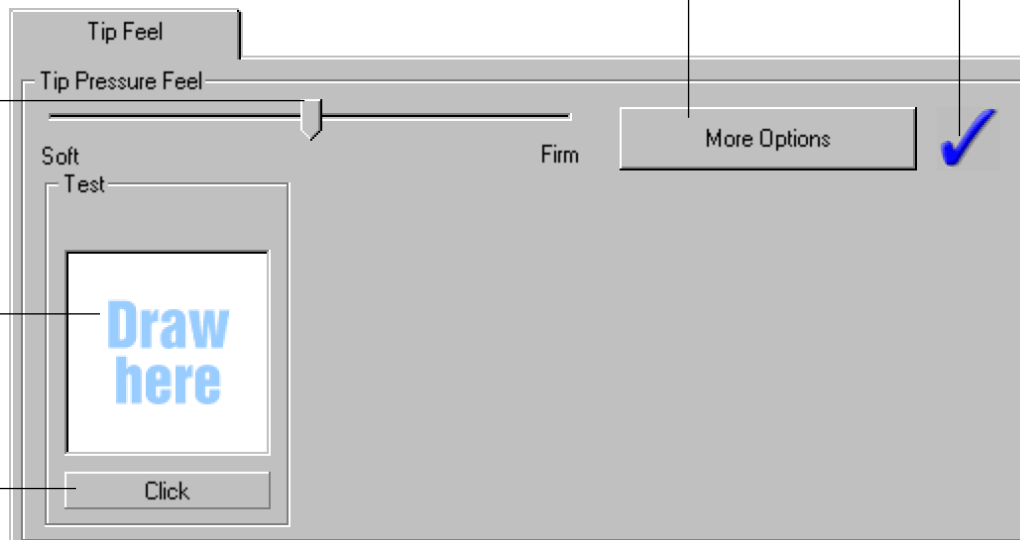 Tip Feel
Tip Pressure Feel
Soft
Firm
More Options
Test
Draw
here
Click